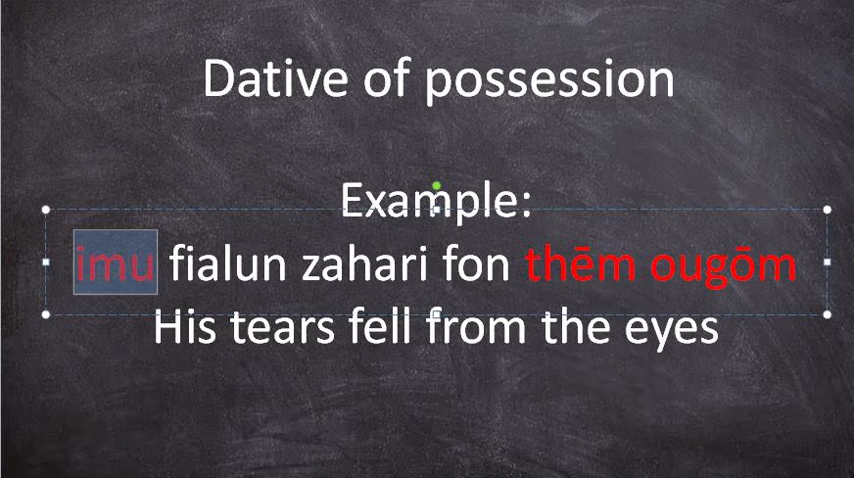 Dative of possession
Example:
imu fialun zahari fon thēm ougōm
His tears fell from the eyes